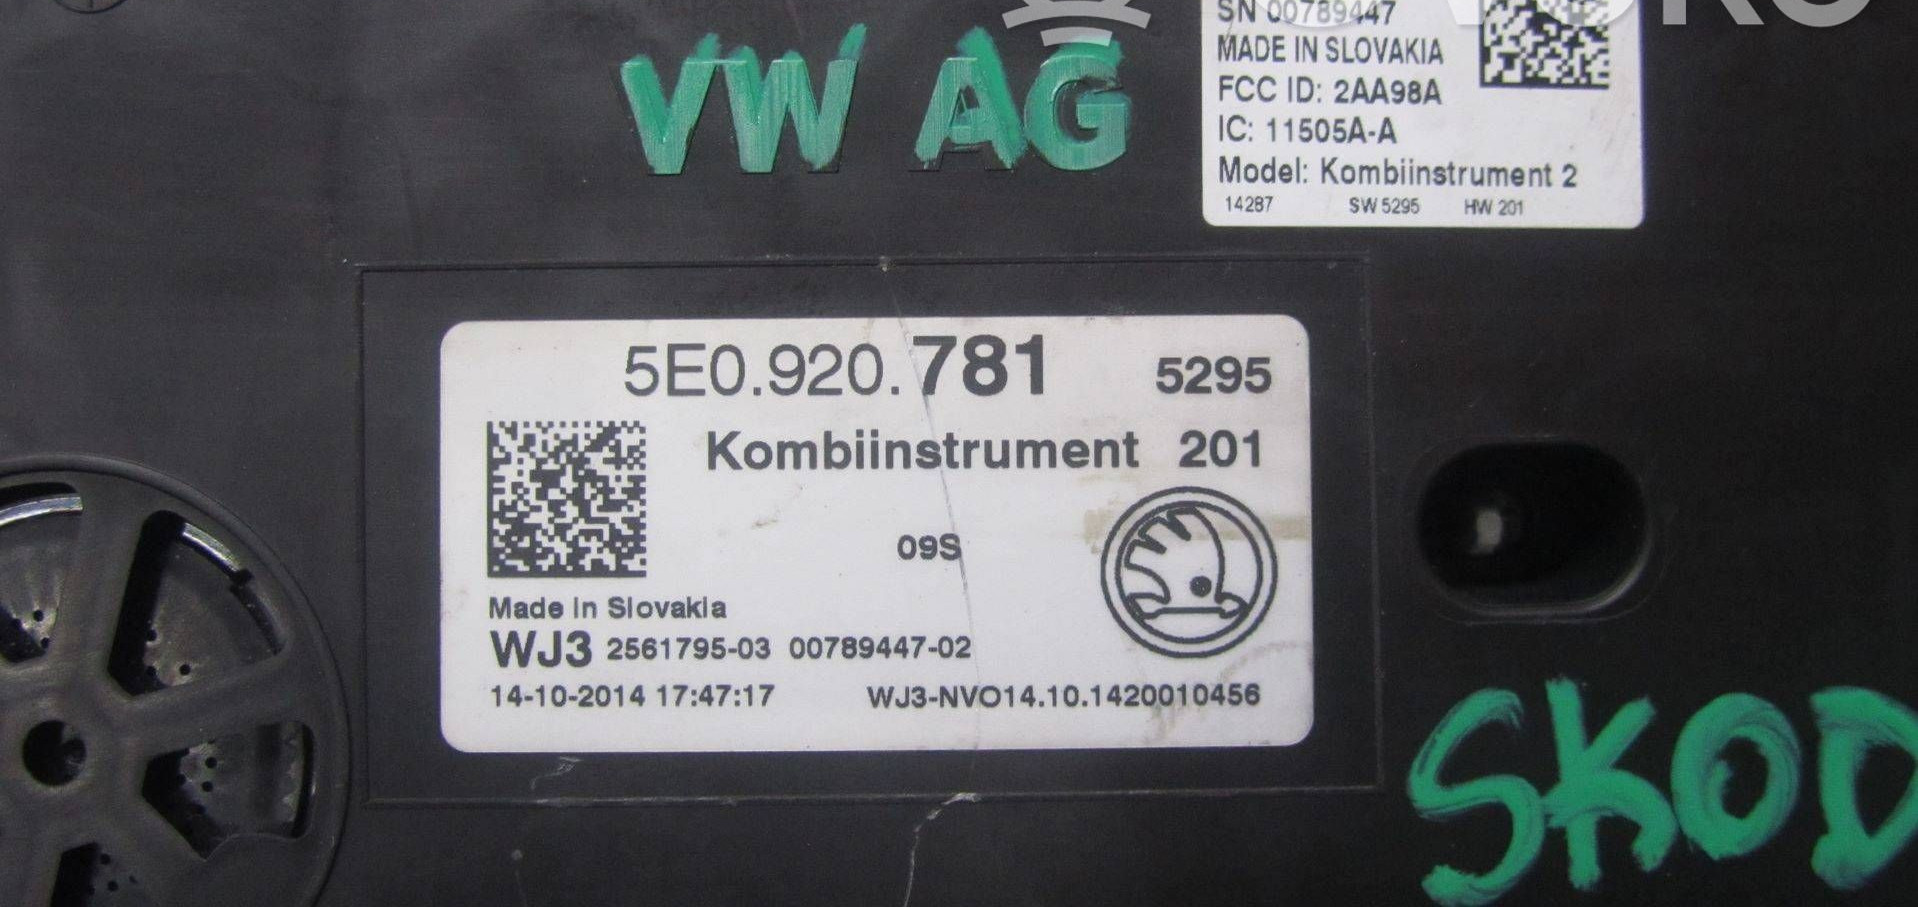 VW AG
SN 00789447
MADE IN SLOVAKIA
FCC ID: 2AA98A
IC: 11505A-A
Model: Kombiinstrument 2
14287 SW 5295 HW 201
5E0.920.781 5295
Kombiinstrument 201
09S
Made in Slovakia
WJ3 2561795-03 00789447-02
14-10-2014 17:47:17 WJ3-NVO14.10.1420010456
SKOD